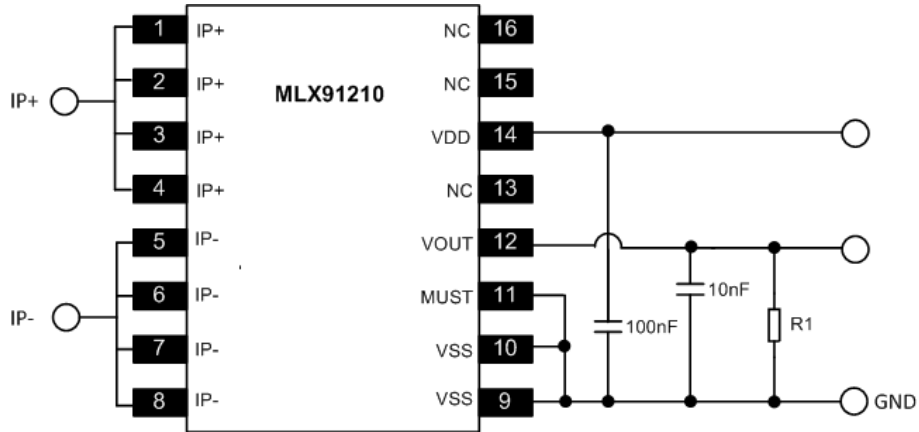 1 IP+ NC 16
2 IP+ NC 15
MLX91210
IP+
3 IP+ VDD 14
4 IP+ NC 13
5 IP- VOUT 12
6 IP- MUST 11
10nF
IP-
100nF
R1
7 IP- VSS 10
8 IP- VSS 9
GND